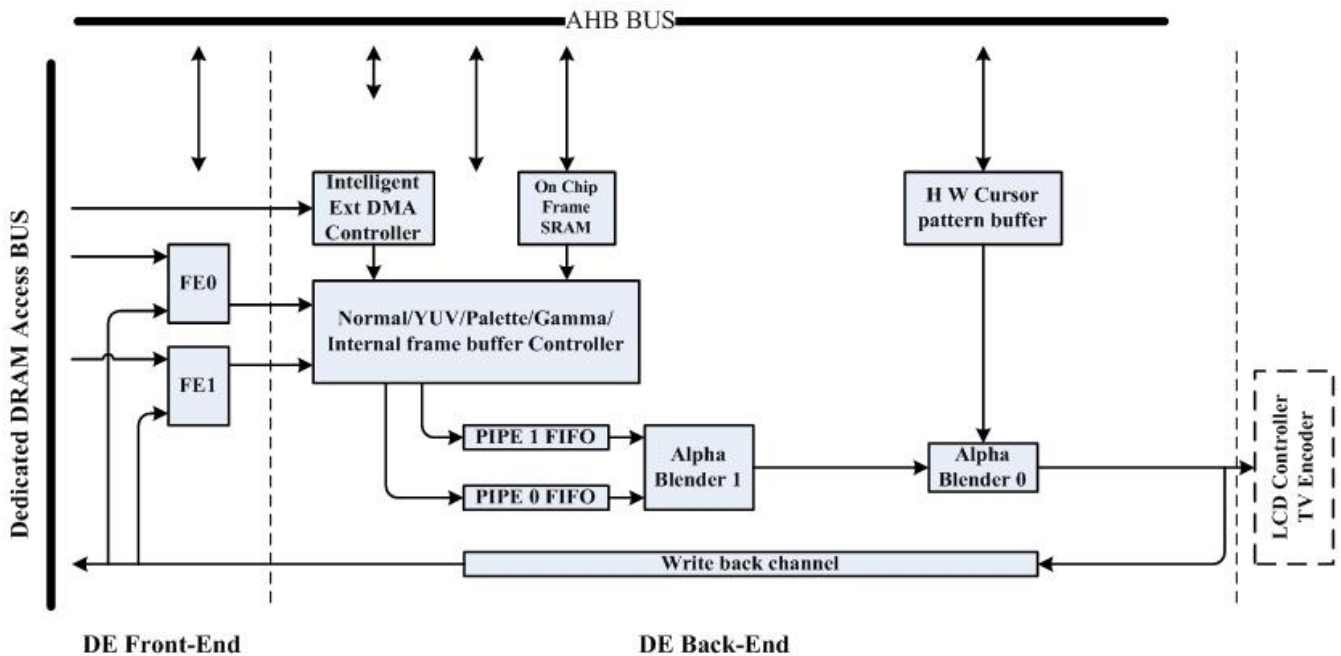 AHB BUS
Dedicated DRAM Access BUS
Intelligent
Ext DMA
Controller
On Chip
Frame
SRAM
H W Cursor
pattern buffer
FE0
FE1
Normal/YUV/Palette/Gamma/
Internal frame buffer Controller
PIPE 1 FIFO
PIPE 0 FIFO
Alpha
Blender 1
Alpha
Blender 0
LCD Controller
TV Encoder
Write back channel
DE Front-End
DE Back-End